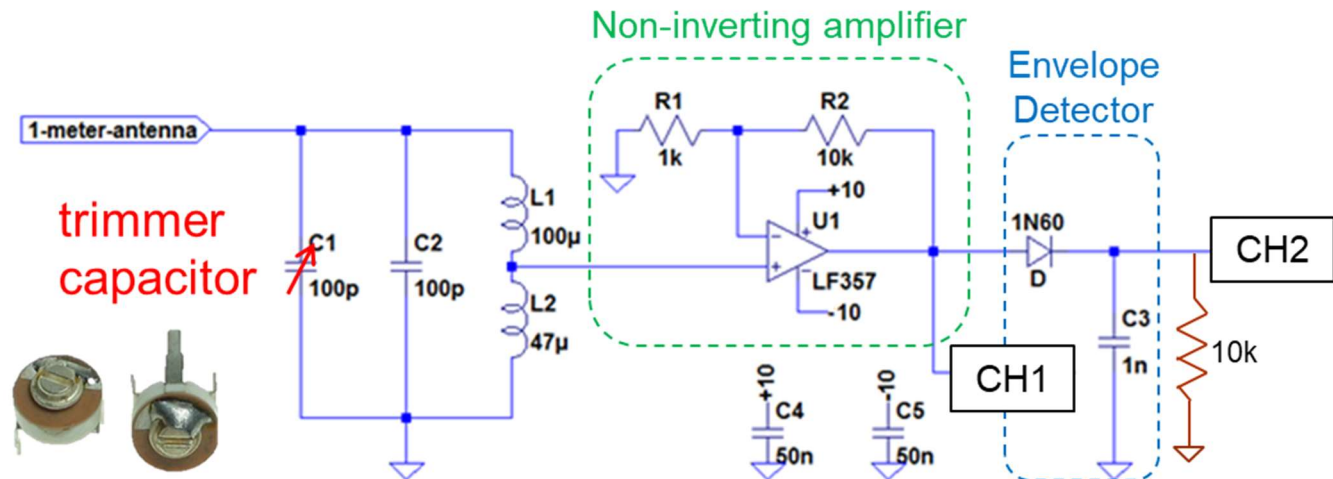 Non-inverting amplifier
Envelope
Detector
1-meter-antenna
trimmer
capacitor
C1
100p
C2
100p
L1
100µ
L2
47µ
R1
1k
R2
10k
+10
U1
LF357
-10
1N60
D
CH2
C3
1n
10k
CH1
+10
C4
50n
-10
C5
50n